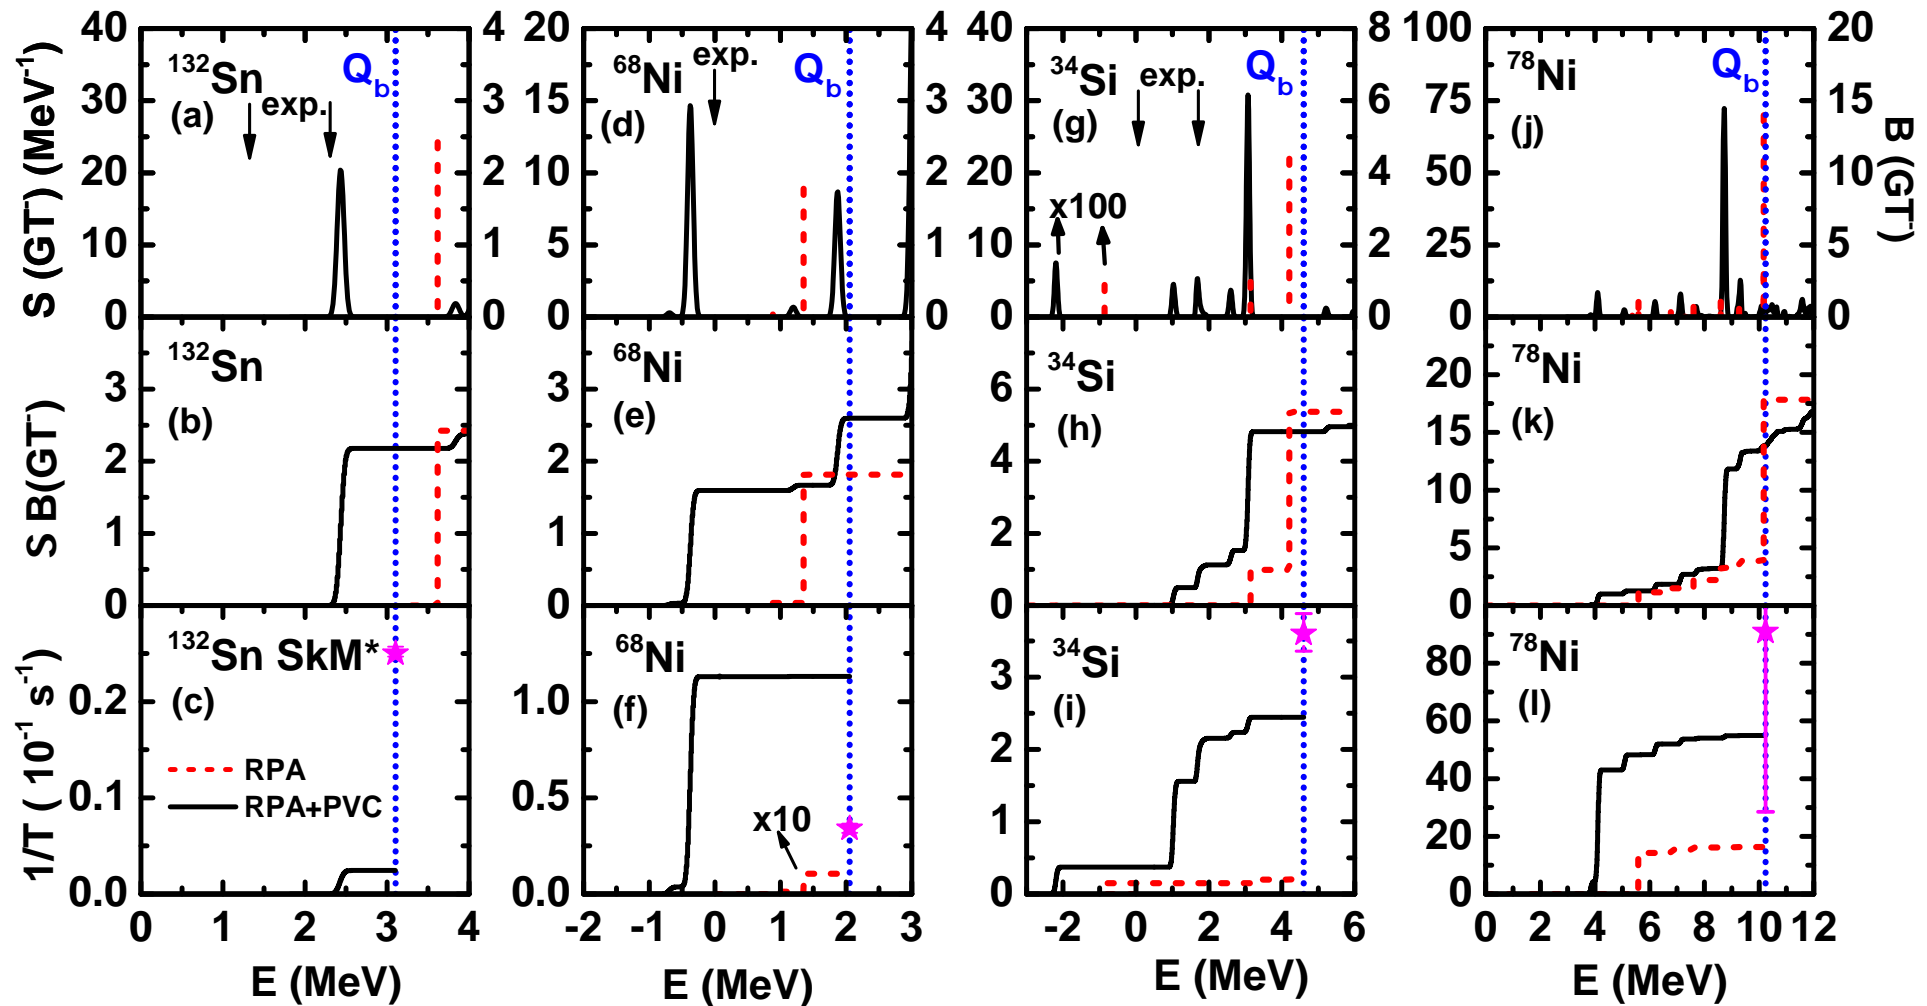 S (GT⁻) (MeV⁻¹)
40
30
20
10
0
¹³²Sn
(a)
exp.
Q_b
4
3
2
1
0
20
15
10
5
0
⁶⁸Ni
(d)
exp.
Q_b
4
3
2
1
0
40
30
20
10
0
³⁴Si
(g)
exp.
x100
Q_b
8
6
4
2
0
100
75
50
25
0
⁷⁸Ni
(j)
Q_b
20
15
10
5
0
B (GT⁻)
S B(GT⁻)
3
2
1
0
¹³²Sn
(b)
3
2
1
0
⁶⁸Ni
(e)
6
4
2
0
³⁴Si
(h)
20
15
10
5
0
⁷⁸Ni
(k)
1/T ( 10⁻¹ s⁻¹)
0.2
0.1
0.0
¹³²Sn SkM*
(c)
RPA
RPA+PVC
1.0
0.5
0.0
⁶⁸Ni
(f)
x10
3
2
1
0
³⁴Si
(i)
80
60
40
20
0
⁷⁸Ni
(l)
0 1 2 3 4
-2 -1 0 1 2 3
-2 0 2 4 6
0 2 4 6 8 10 12
E (MeV)
E (MeV)
E (MeV)
E (MeV)